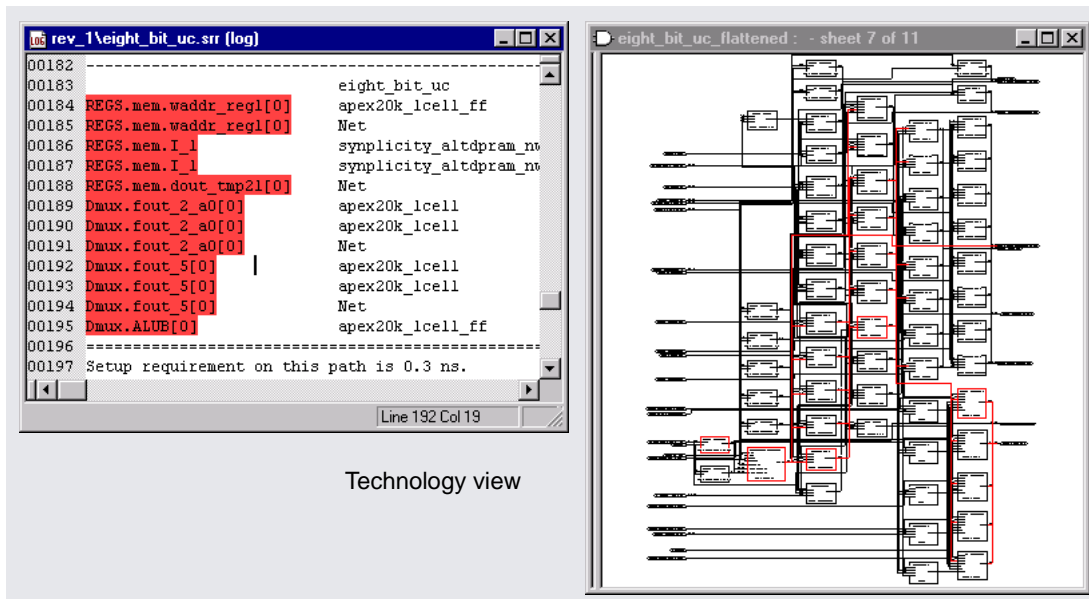 rev_1\eight_bit_uc.srr (log)
00182 ------------------------------------------------
00183 eight_bit_uc
00184 REGS.mem.waddr_reg1[0] apex20k_lcell_ff
00185 REGS.mem.waddr_reg1[0] Net
00186 REGS.mem.I_1 synplicity_altdpram_nw
00187 REGS.mem.I_1 synplicity_altdpram_nw
00188 REGS.mem.dout_tmp21[0] Net
00189 Dmux.fout_2_a0[0] apex20k_lcell
00190 Dmux.fout_2_a0[0] apex20k_lcell
00191 Dmux.fout_2_a0[0] Net
00192 Dmux.fout_5[0] apex20k_lcell
00193 Dmux.fout_5[0] apex20k_lcell
00194 Dmux.fout_5[0] Net
00195 Dmux.ALUB[0] apex20k_lcell_ff
00196 ================================================
00197 Setup requirement on this path is 0.3 ns.
Line 192 Col 19
Technology view
eight_bit_uc_flattened : - sheet 7 of 11